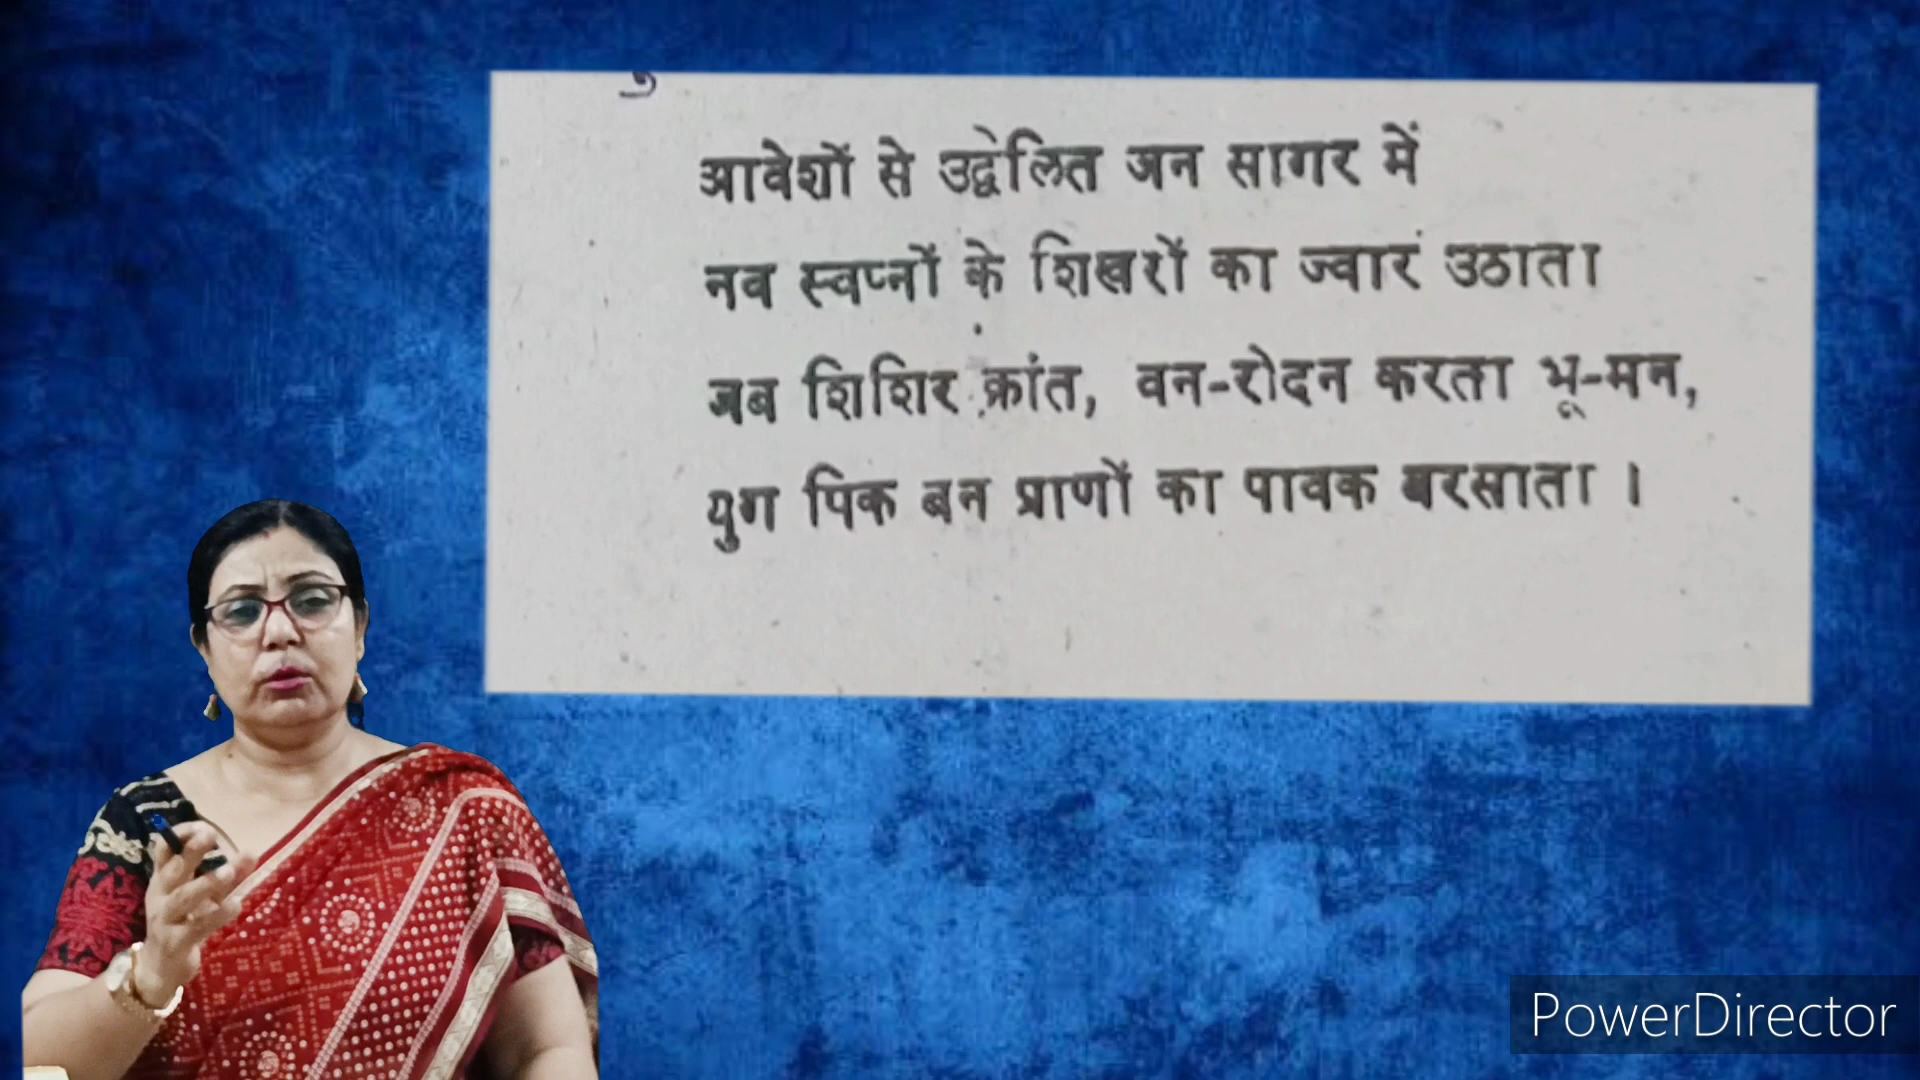 आवेशों से उद्वेलित जन सागर में
नव स्वप्नों के शिखरों का ज्वार उठाता
जब शिशिर क्रांत, वन-रोदन करता भू-मन,
युग पिक बन प्राणों का पावक बरसाता ।
PowerDirector